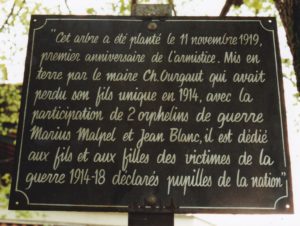 "Cet arbre a été planté le 11 novembre 1919,
premier anniversaire de l'armistice. Mis en
terre par le maire Ch. Ourgaut qui avait
perdu son fils unique en 1914, avec la
participation de 2 orphelins de guerre
Marius Malpel et Jean Blanc, il est dédié
aux fils et aux filles des victimes de la
guerre 1914-18 déclarés pupilles de la nation"